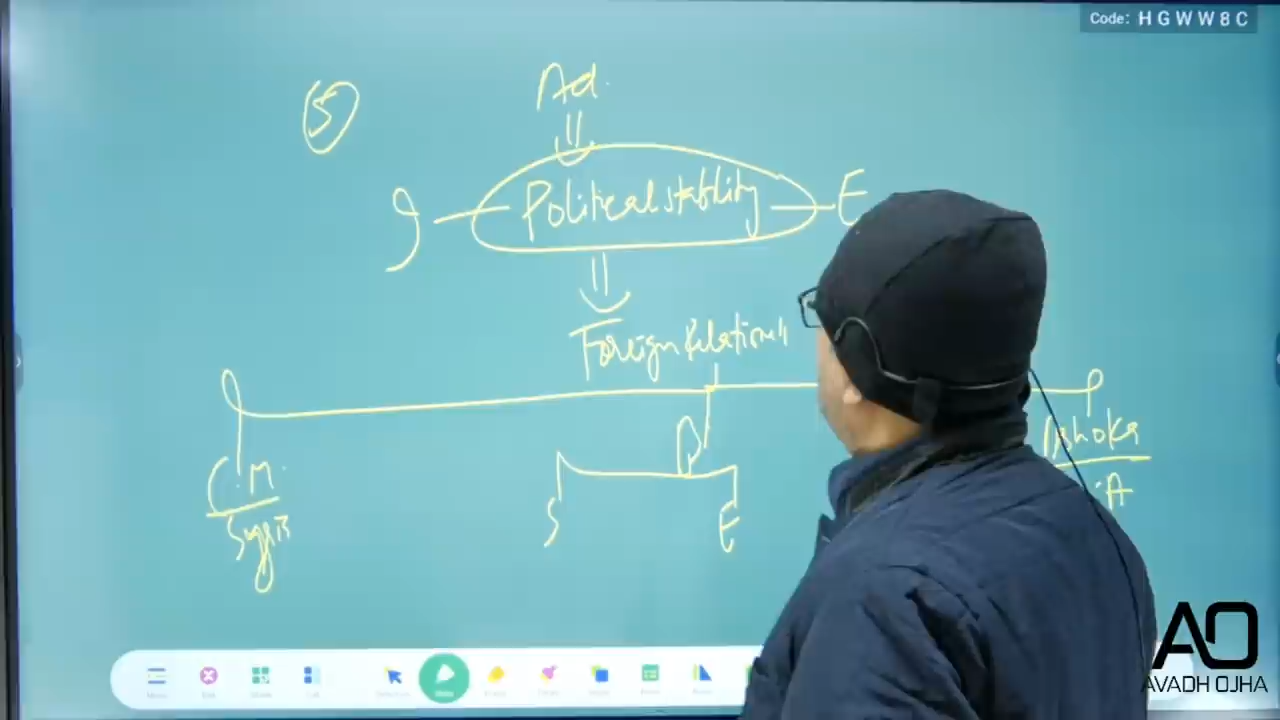 Code: H G W W 8 C
5
Ad.
Political stability
E
Foreign Relations
C.M.
Ashoka
B
S
E
AO
AVADH OJHA